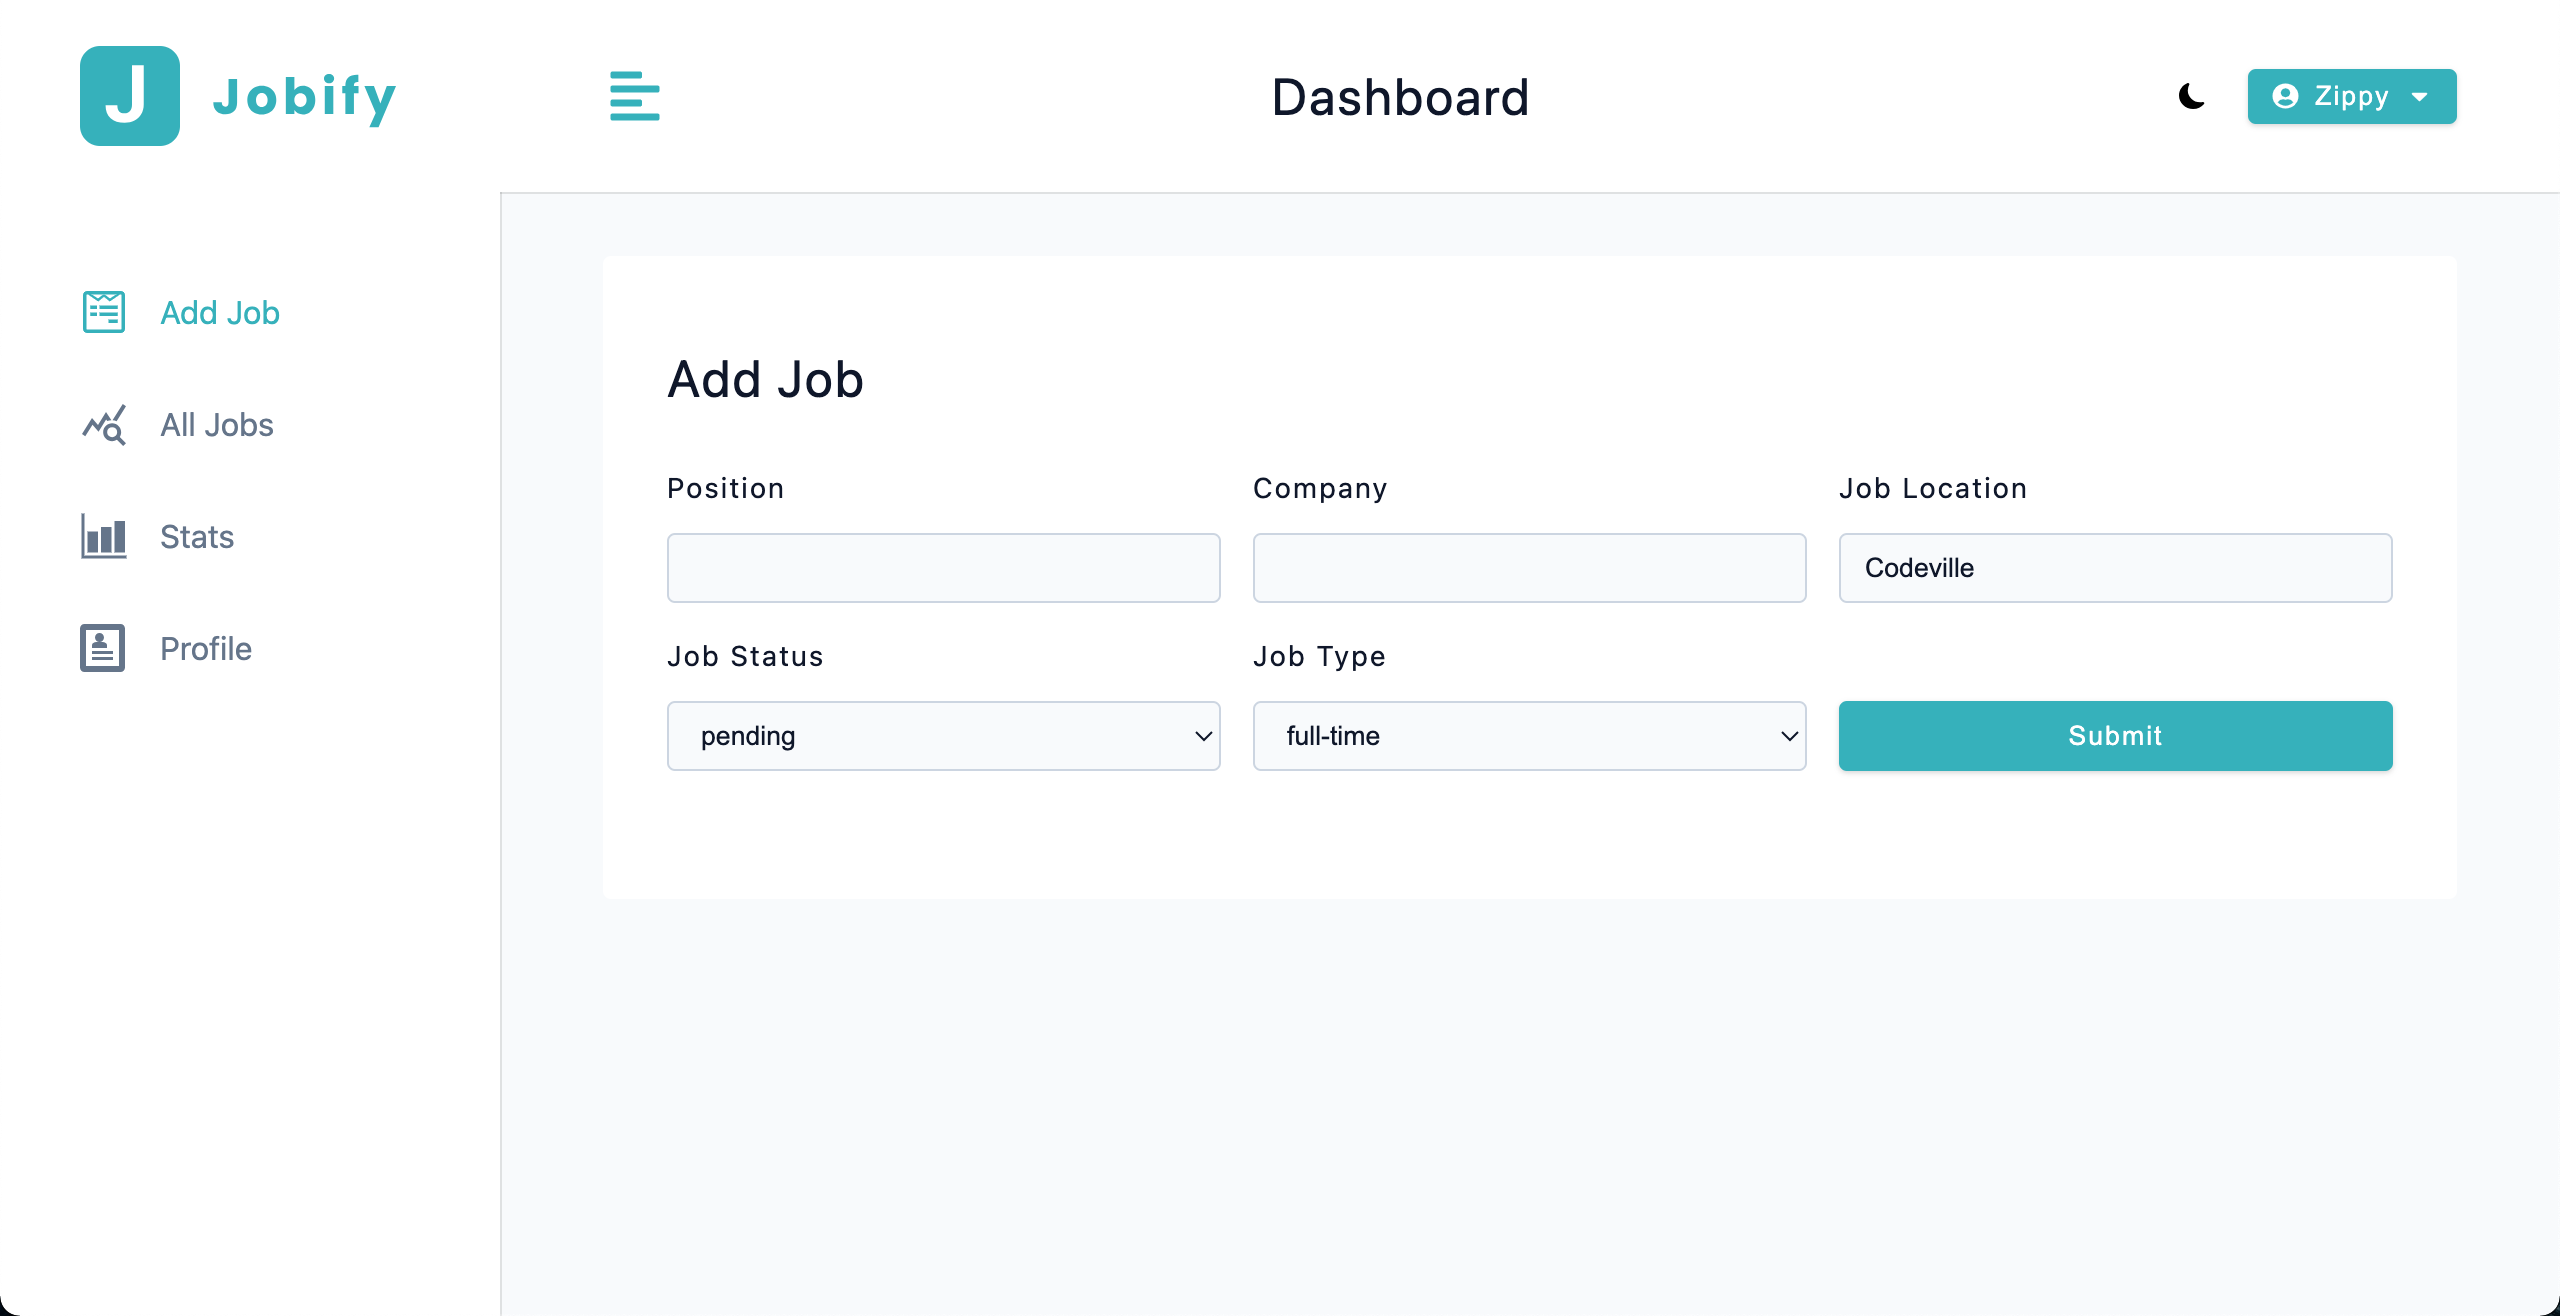 J Jobify
Dashboard
Zippy
Add Job
All Jobs
Stats
Profile
Add Job
Position
Company
Job Location
Codeville
Job Status
Job Type
pending
full-time
Submit